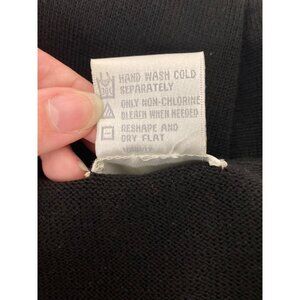 HAND WASH COLD
SEPARATELY
ONLY NON-CHLORINE
BLEACH WHEN NEEDED
RESHAPE AND
DRY FLAT